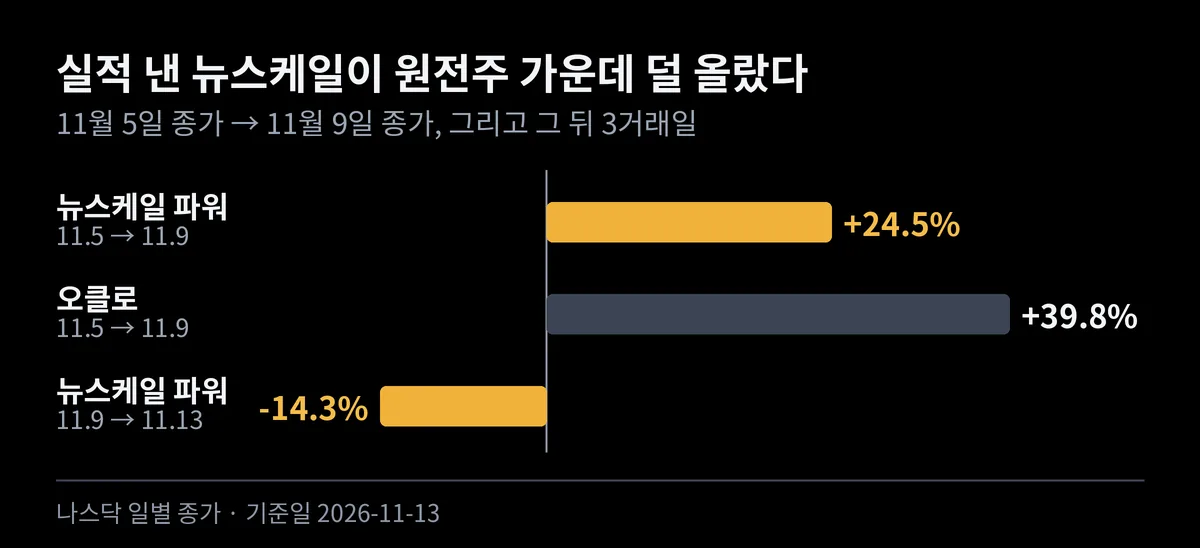 실적 낸 뉴스케일이 원전주 가운데 덜 올랐다
11월 5일 종가 → 11월 9일 종가, 그리고 그 뒤 3거래일
뉴스케일 파워
11.5 → 11.9
+24.5%
오클로
11.5 → 11.9
+39.8%
뉴스케일 파워
11.9 → 11.13
-14.3%
나스닥 일별 종가 · 기준일 2026-11-13